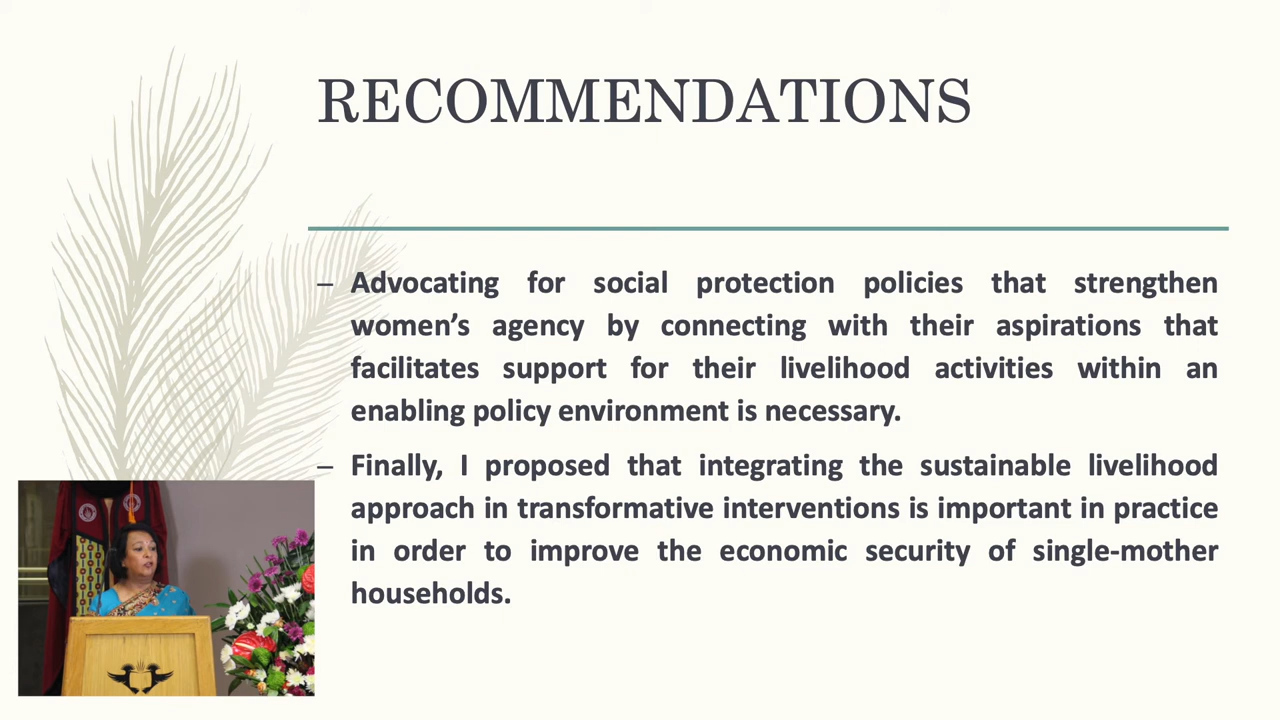 RECOMMENDATIONS
– Advocating for social protection policies that strengthen
women’s agency by connecting with their aspirations that
facilitates support for their livelihood activities within an
enabling policy environment is necessary.
– Finally, I proposed that integrating the sustainable livelihood
approach in transformative interventions is important in practice
in order to improve the economic security of single-mother
households.